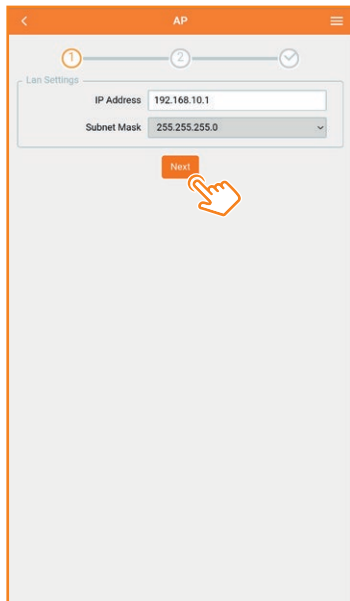 AP
1 2
Lan Settings
IP Address 192.168.10.1
Subnet Mask 255.255.255.0
Next